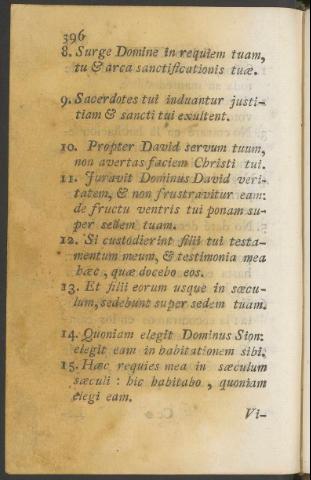 396
8. Surge Domine in requiem tuam,
tu & arca sanctificationis tuæ.
9. Sacerdotes tui induantur justi-
tiam & sancti tui exultent.
10. Propter David servum tuum,
non avertas faciem Christi tui.
11. Juravit Dominus David veri-
tatem, & non frustravitur eam:
de fructu ventris tui ponam su-
per sedem tuam.
12. Si custodierint filii tui testa-
mentum meum, & testimonia mea
hæc, quæ docebo eos.
13. Et filii eorum usque in sæcu-
lum, sedebunt super sedem tuam.
14. Quoniam elegit Dominus Sion:
elegit eam in habitationem sibi.
15. Hæc requies mea in sæculum
sæculi : hic habitabo , quoniam
elegi eam.
Vi-